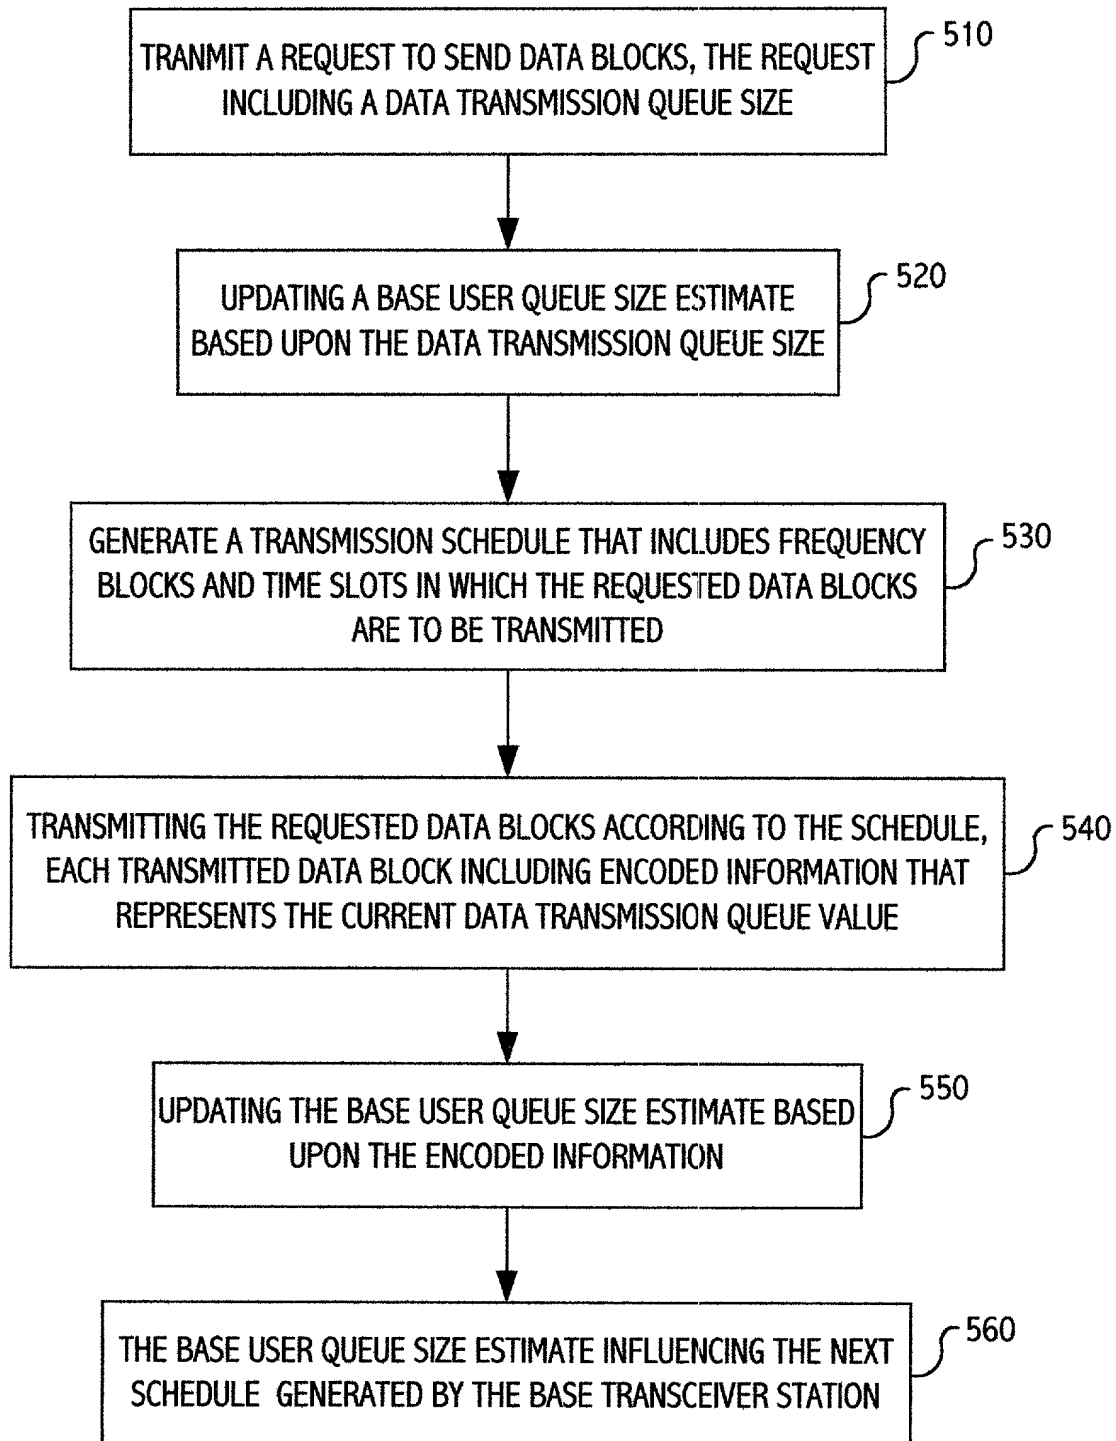 TRANMIT A REQUEST TO SEND DATA BLOCKS, THE REQUEST
INCLUDING A DATA TRANSMISSION QUEUE SIZE
510
UPDATING A BASE USER QUEUE SIZE ESTIMATE
BASED UPON THE DATA TRANSMISSION QUEUE SIZE
520
GENERATE A TRANSMISSION SCHEDULE THAT INCLUDES FREQUENCY
BLOCKS AND TIME SLOTS IN WHICH THE REQUESTED DATA BLOCKS
ARE TO BE TRANSMITTED
530
TRANSMITTING THE REQUESTED DATA BLOCKS ACCORDING TO THE SCHEDULE,
EACH TRANSMITTED DATA BLOCK INCLUDING ENCODED INFORMATION THAT
REPRESENTS THE CURRENT DATA TRANSMISSION QUEUE VALUE
540
UPDATING THE BASE USER QUEUE SIZE ESTIMATE BASED
UPON THE ENCODED INFORMATION
550
THE BASE USER QUEUE SIZE ESTIMATE INFLUENCING THE NEXT
SCHEDULE GENERATED BY THE BASE TRANSCEIVER STATION
560